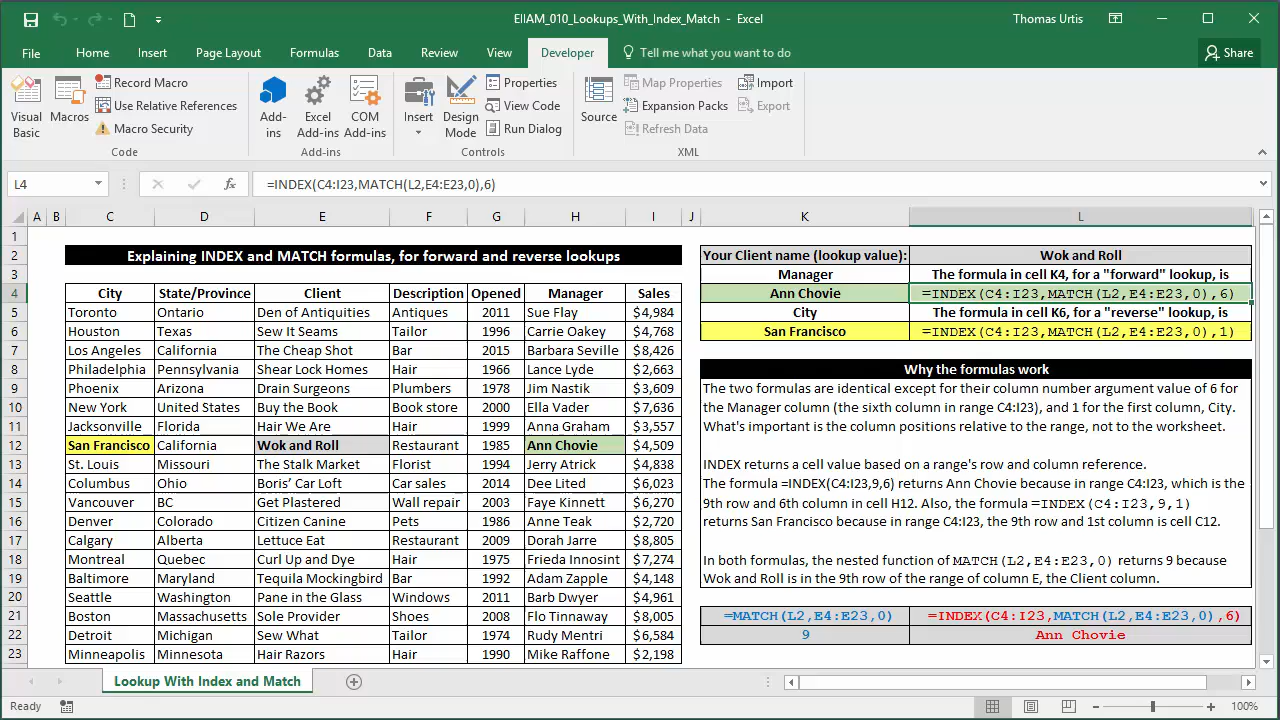 EIIAM_010_Lookups_With_Index_Match - Excel
Thomas Urtis
File Home Insert Page Layout Formulas Data Review View Developer Tell me what you want to do Share
Visual Basic
Macros
Record Macro
Use Relative References
Macro Security
Code
Add-ins
Excel Add-ins
COM Add-ins
Add-ins
Insert
Design Mode
Properties
View Code
Run Dialog
Controls
Source
Map Properties
Expansion Packs
Refresh Data
Import
Export
XML
L4
fx
=INDEX(C4:I23,MATCH(L2,E4:E23,0),6)
A B C D E F G H I J K L
1
2 Explaining INDEX and MATCH formulas, for forward and reverse lookups Your Client name (lookup value): Wok and Roll
3 Manager The formula in cell K4, for a "forward" lookup, is
4 City State/Province Client Description Opened Manager Sales Ann Chovie =INDEX(C4:I23,MATCH(L2,E4:E23,0),6)
5 Toronto Ontario Den of Antiquities Antiques 2011 Sue Flay $4,984 City The formula in cell K6, for a "reverse" lookup, is
6 Houston Texas Sew It Seams Tailor 1996 Carrie Oakey $4,768 San Francisco =INDEX(C4:I23,MATCH(L2,E4:E23,0),1)
7 Los Angeles California The Cheap Shot Bar 2015 Barbara Seville $8,426
8 Philadelphia Pennsylvania Shear Lock Homes Hair 1966 Lance Lyde $2,663 Why the formulas work
9 Phoenix Arizona Drain Surgeons Plumbers 1978 Jim Nastik $3,609 The two formulas are identical except for their column number argument value of 6 for
10 New York United States Buy the Book Book store 2000 Ella Vader $7,636 the Manager column (the sixth column in range C4:I23), and 1 for the first column, City.
11 Jacksonville Florida Hair We Are Hair 1999 Anna Graham $3,557 What's important is the column positions relative to the range, not to the worksheet.
12 San Francisco California Wok and Roll Restaurant 1985 Ann Chovie $4,509
13 St. Louis Missouri The Stalk Market Florist 1994 Jerry Atrick $4,838 INDEX returns a cell value based on a range's row and column reference.
14 Columbus Ohio Boris' Car Loft Car sales 2014 Dee Lited $6,023 The formula =INDEX(C4:I23,9,6) returns Ann Chovie because in range C4:I23, which is the
15 Vancouver BC Get Plastered Wall repair 2003 Faye Kinnett $6,270 9th row and 6th column in cell H12. Also, the formula =INDEX(C4:I23,9,1)
16 Denver Colorado Citizen Canine Pets 1986 Anne Teak $2,720 returns San Francisco because in range C4:I23, the 9th row and 1st column is cell C12.
17 Calgary Alberta Lettuce Eat Restaurant 2009 Dorah Jarre $8,805
18 Montreal Quebec Curl Up and Dye Hair 1975 Frieda Innosint $7,274 In both formulas, the nested function of MATCH(L2,E4:E23,0) returns 9 because
19 Baltimore Maryland Tequila Mockingbird Bar 1992 Adam Zapple $4,148 Wok and Roll is in the 9th row of the range of column E, the Client column.
20 Seattle Washington Pane in the Glass Windows 2011 Barb Dwyer $4,961
21 Boston Massachusetts Sole Provider Shoes 2008 Flo Tinnaway $8,005 =MATCH(L2,E4:E23,0) =INDEX(C4:I23,MATCH(L2,E4:E23,0),6)
22 Detroit Michigan Sew What Tailor 1974 Rudy Mentri $6,584 9 Ann Chovie
23 Minneapolis Minnesota Hair Razors Hair 1990 Mike Raffone $2,198
Lookup With Index and Match
Ready
100%